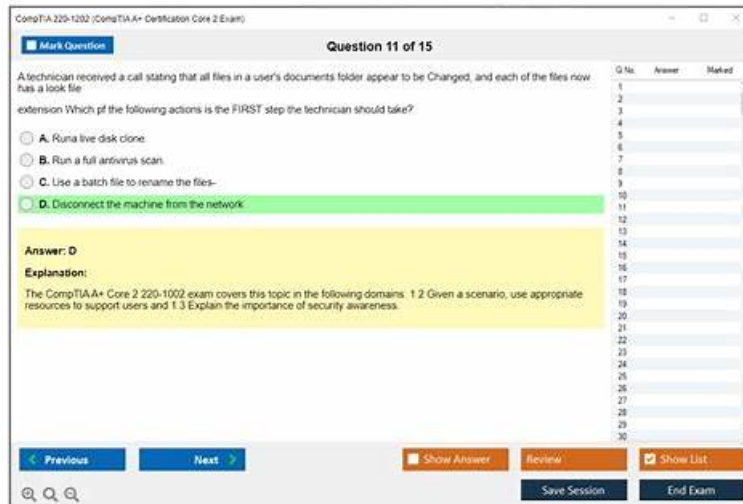 CompTIA 220-1202 (CompTIA A+ Certification Core 2 Exam)
Mark Question
Question 11 of 15
Q No. Answer Marked
A technician received a call stating that all files in a user's documents folder appear to be Changed, and each of the files now
has a look file
extension Which pf the following actions is the FIRST step the technician should take?
A. Runa live disk clone.
B. Run a full antivirus scan.
C. Use a batch file to rename the files-
D. Disconnect the machine from the network
Answer: D
Explanation:
The CompTIA A+ Core 2 220-1002 exam covers this topic in the following domains: 1.2 Given a scenario, use appropriate
resources to support users and 1.3 Explain the importance of security awareness.
1
2
3
4
5
6
7
8
9
10
11
12
13
14
15
16
17
18
19
20
21
22
23
24
25
26
27
28
29
30
Previous
Next
Show Answer
Review
Show List
Save Session
End Exam